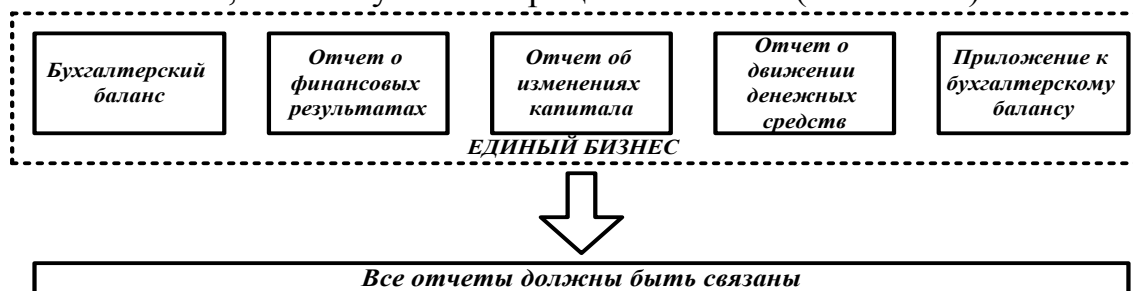 Бухгалтерский
баланс
Отчет о
финансовых
результатах
Отчет об
изменениях
капитала
Отчет о
движении
денежных
средств
Приложение к
бухгалтерскому
балансу
ЕДИНЫЙ БИЗНЕС
Все отчеты должны быть связаны